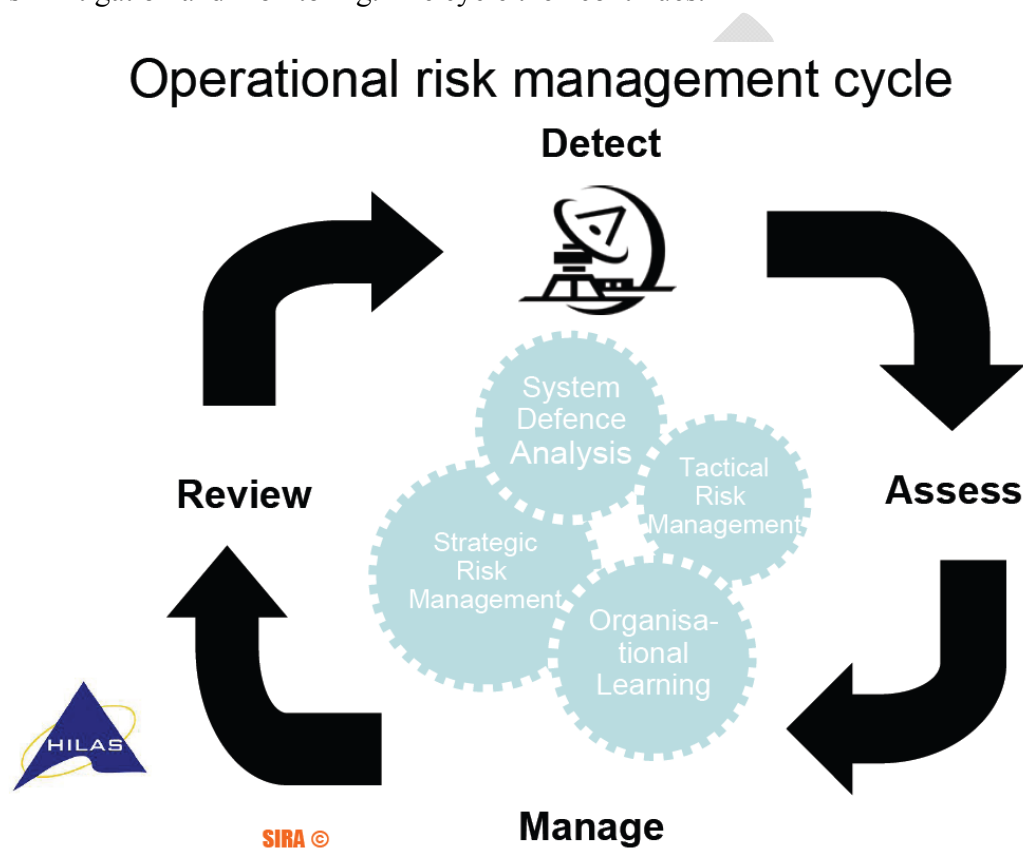 Operational risk management cycle
Detect
System
Defence
Analysis
Tactical
Risk
Management
Review
Assess
Strategic
Risk
Management
Organisa-
tional
Learning
HILAS
SIRA ©
Manage